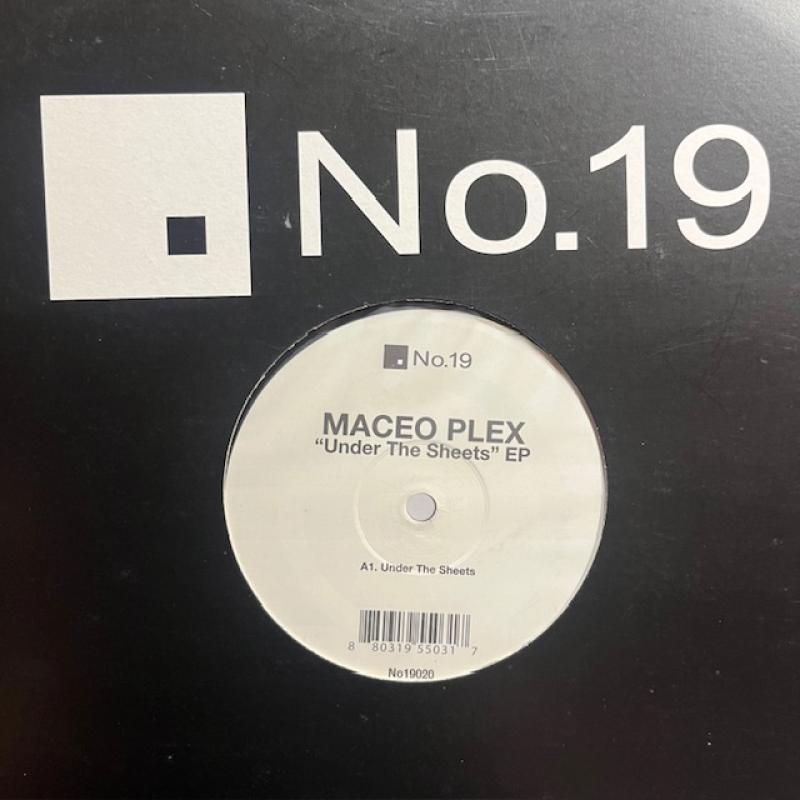 No.19
No.19
MACEO PLEX
“Under The Sheets” EP
A1. Under The Sheets
8 80319 55031 7
No19020